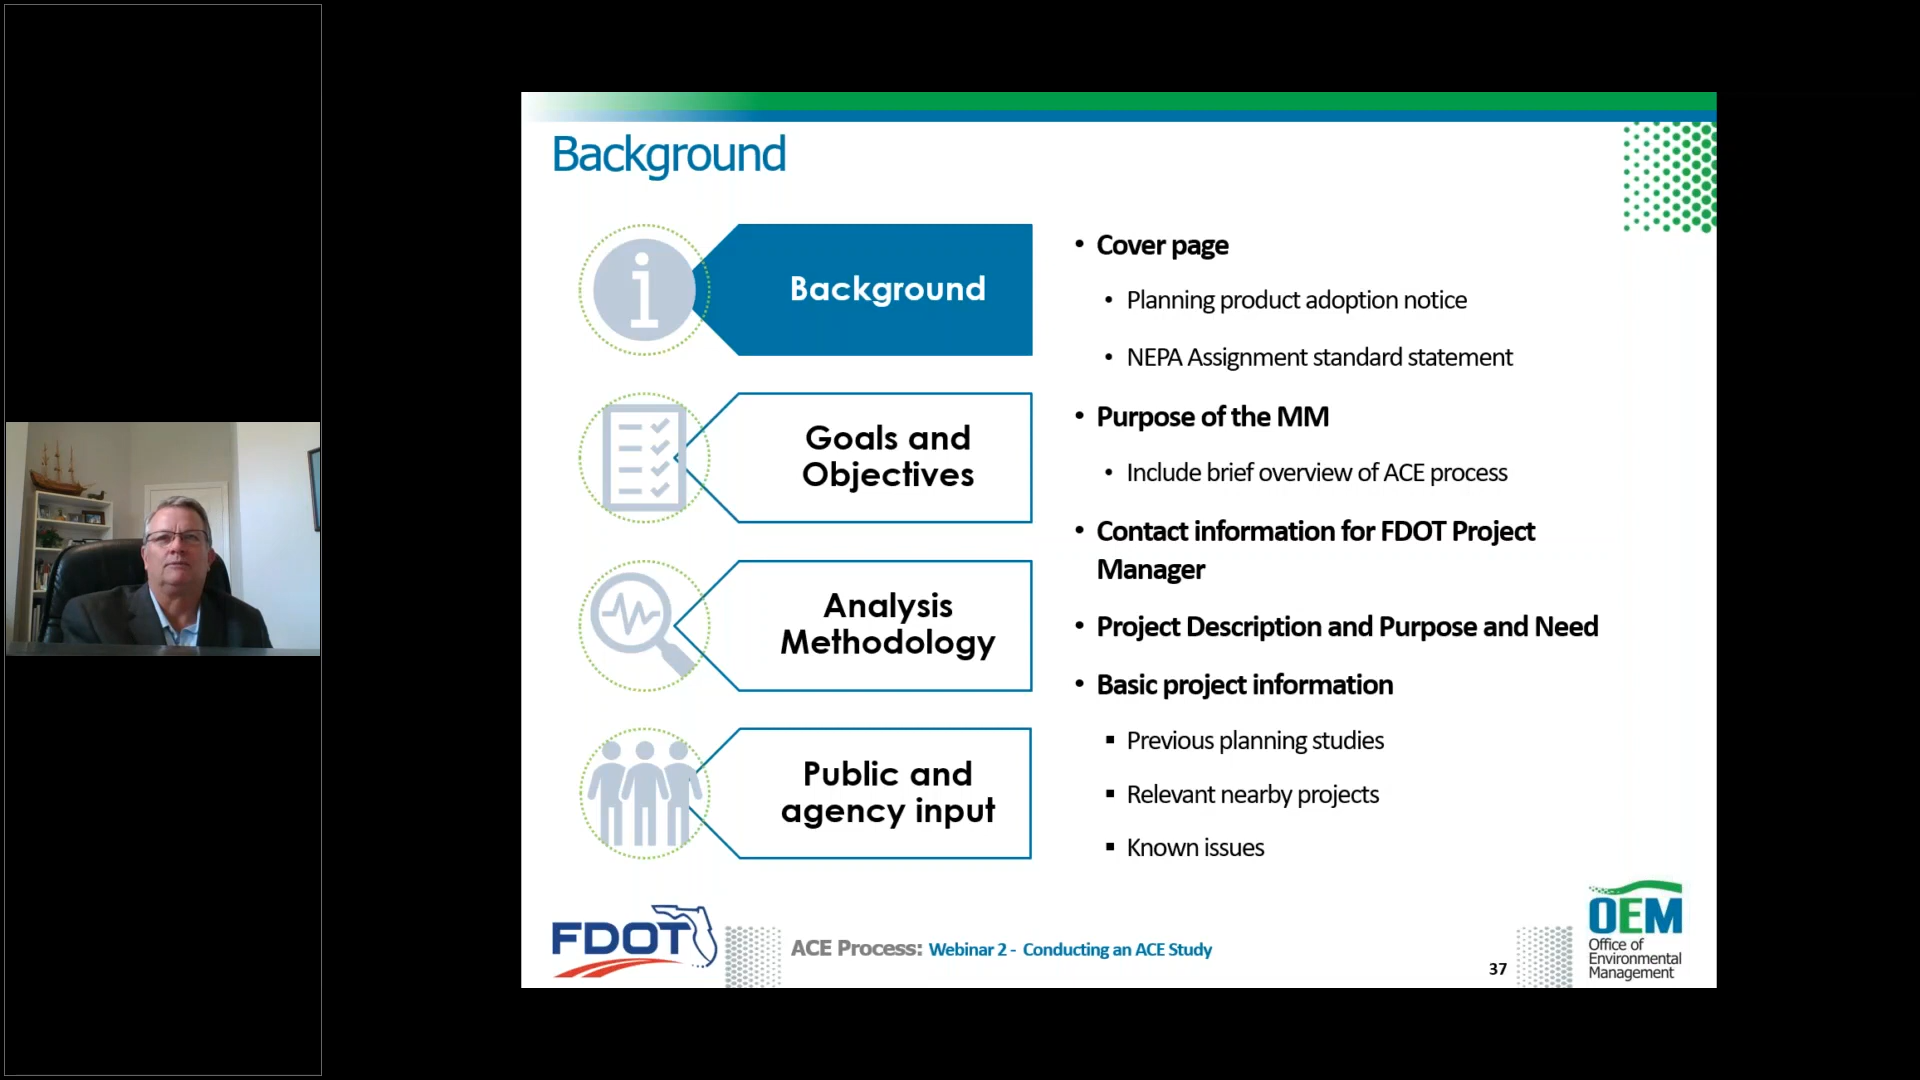 Background
Background
Goals and
Objectives
Analysis
Methodology
Public and
agency input
• Cover page
• Planning product adoption notice
• NEPA Assignment standard statement
• Purpose of the MM
• Include brief overview of ACE process
• Contact information for FDOT Project
Manager
• Project Description and Purpose and Need
• Basic project information
▪ Previous planning studies
▪ Relevant nearby projects
▪ Known issues
FDOT
ACE Process: Webinar 2 - Conducting an ACE Study
37
OEM
Office of
Environmental
Management